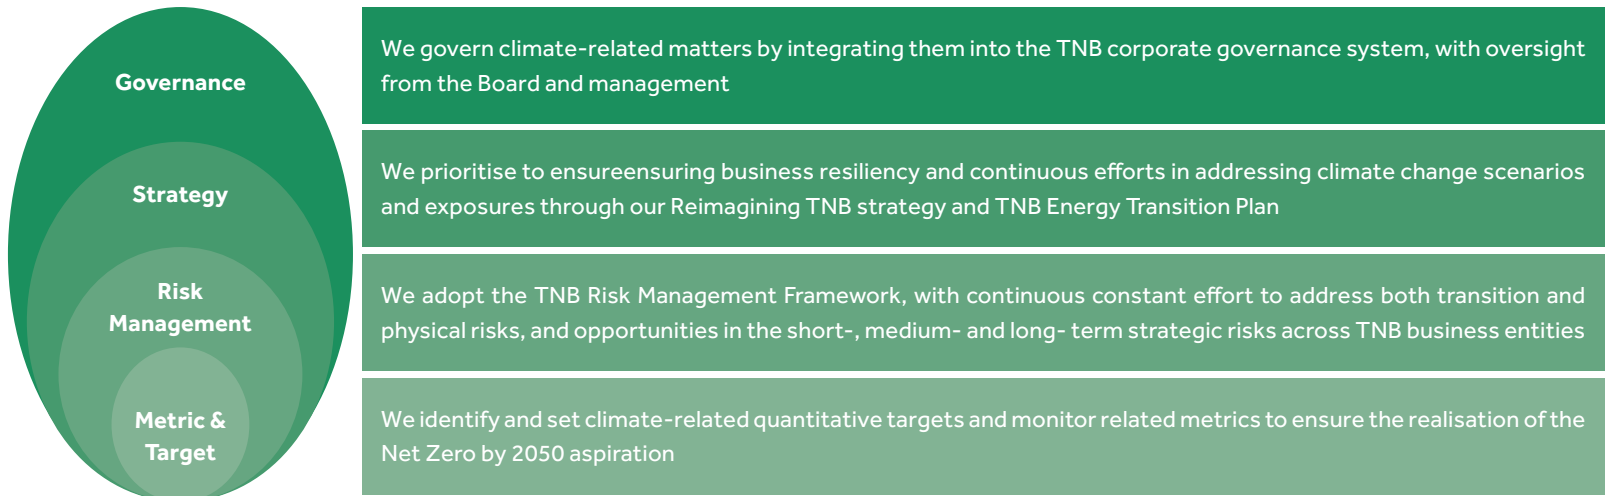 Governance
We govern climate-related matters by integrating them into the TNB corporate governance system, with oversight
from the Board and management
Strategy
We prioritise to ensureensuring business resiliency and continuous efforts in addressing climate change scenarios
and exposures through our Reimagining TNB strategy and TNB Energy Transition Plan
Risk
Management
We adopt the TNB Risk Management Framework, with continuous constant effort to address both transition and
physical risks, and opportunities in the short-, medium- and long- term strategic risks across TNB business entities
Metric &
Target
We identify and set climate-related quantitative targets and monitor related metrics to ensure the realisation of the
Net Zero by 2050 aspiration